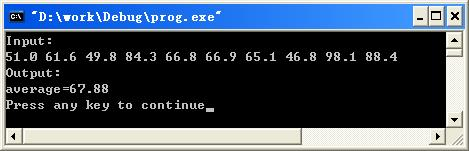 "D:\work\Debug\prog.exe"
Input:
51.0 61.6 49.8 84.3 66.8 66.9 65.1 46.8 98.1 88.4
Output:
average=67.88
Press any key to continue_